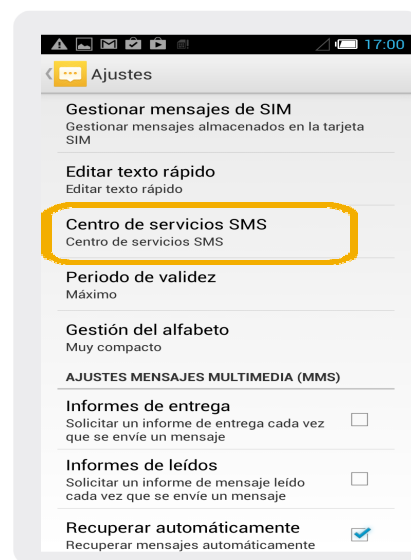 17:00
Ajustes
Gestionar mensajes de SIM
Gestionar mensajes almacenados en la tarjeta
SIM
Editar texto rápido
Editar texto rápido
Centro de servicios SMS
Centro de servicios SMS
Periodo de validez
Máximo
Gestión del alfabeto
Muy compacto
AJUSTES MENSAJES MULTIMEDIA (MMS)
Informes de entrega
Solicitar un informe de entrega cada vez
que se envíe un mensaje
Informes de leídos
Solicitar un informe de mensaje leído
cada vez que se envíe un mensaje
Recuperar automáticamente
Recuperar mensajes automáticamente